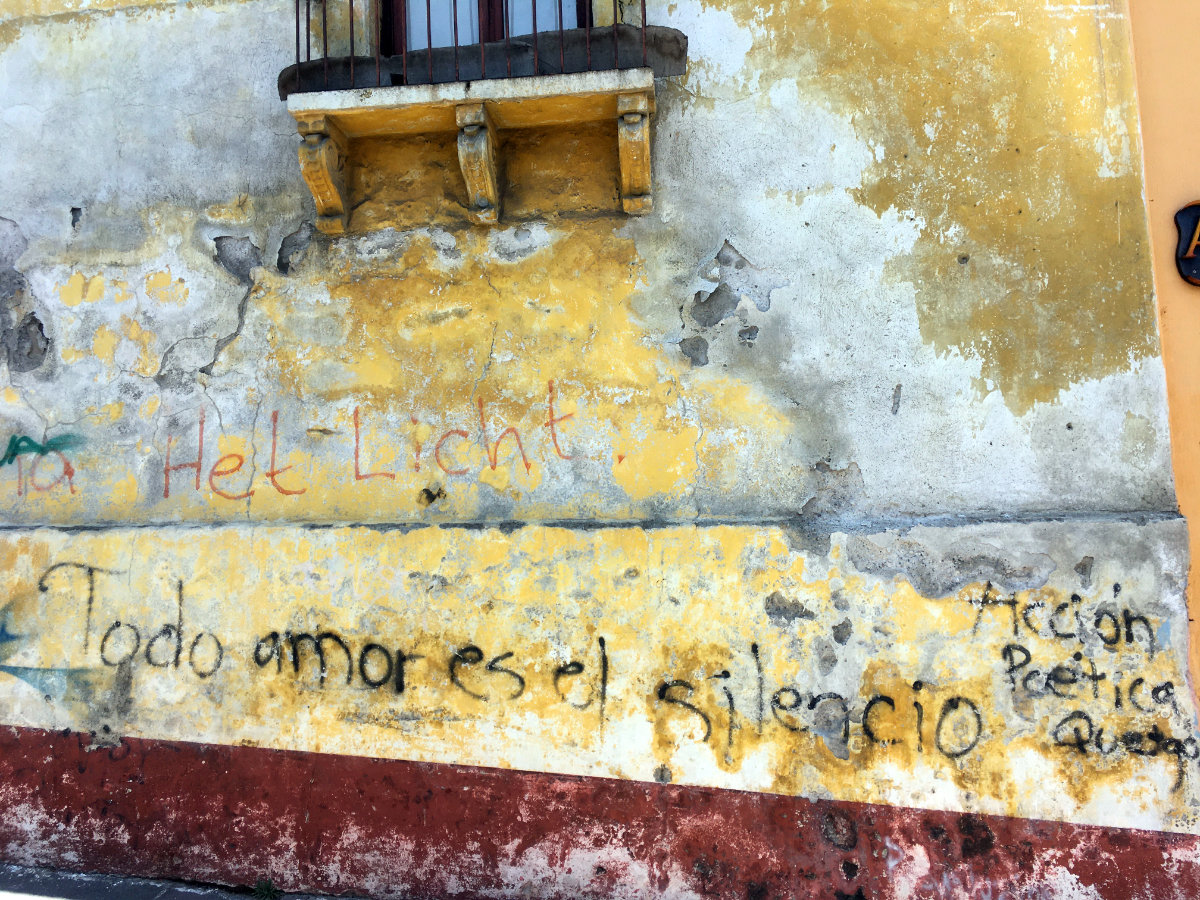 Het Licht.
Todo amor es el silencio
Acción
Poética